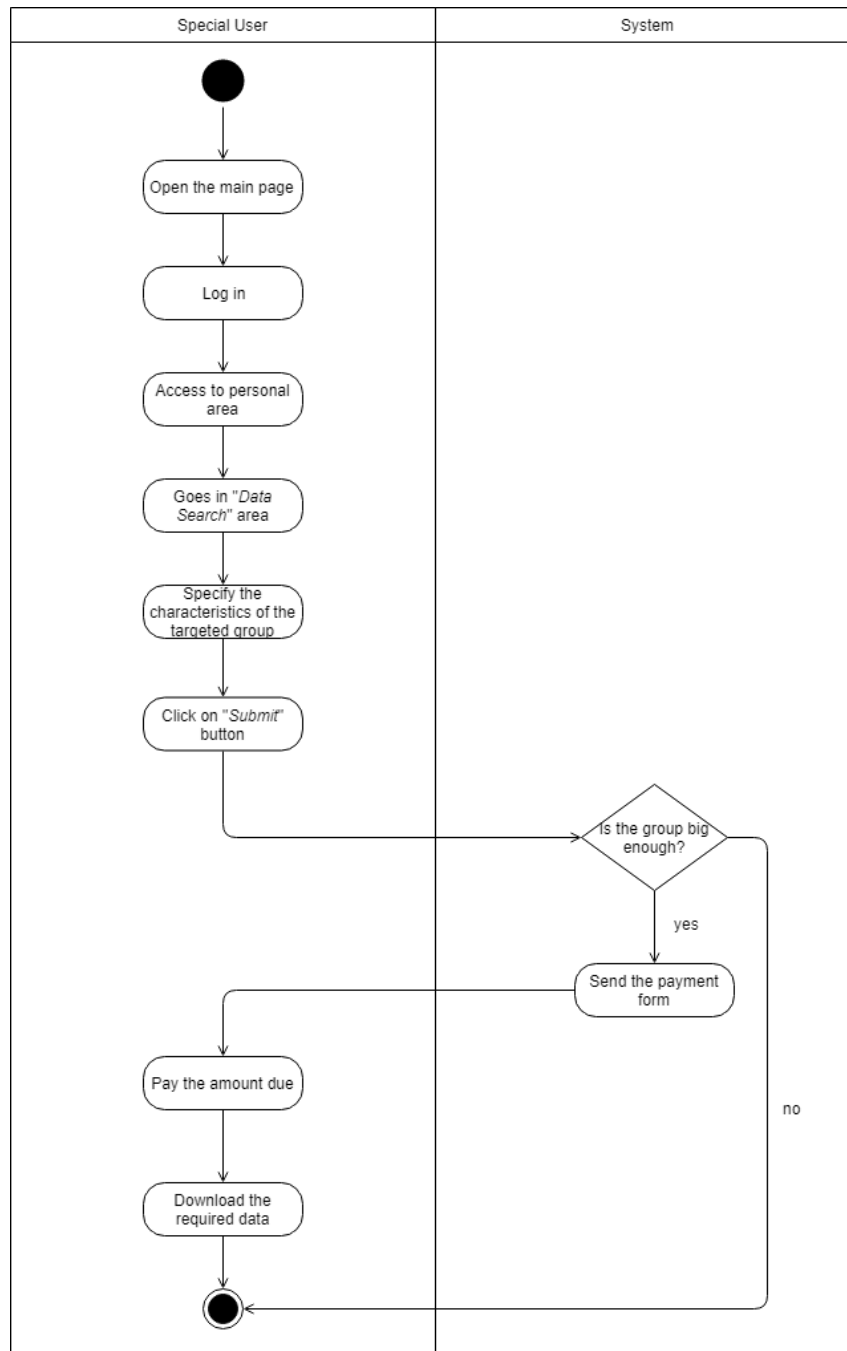 Special User
System
Open the main page
Log in
Access to personal
area
Goes in "Data
Search" area
Specify the
characteristics of the
targeted group
Click on "Submit"
button
Is the group big
enough?
yes
Send the payment
form
Pay the amount due
no
Download the
required data